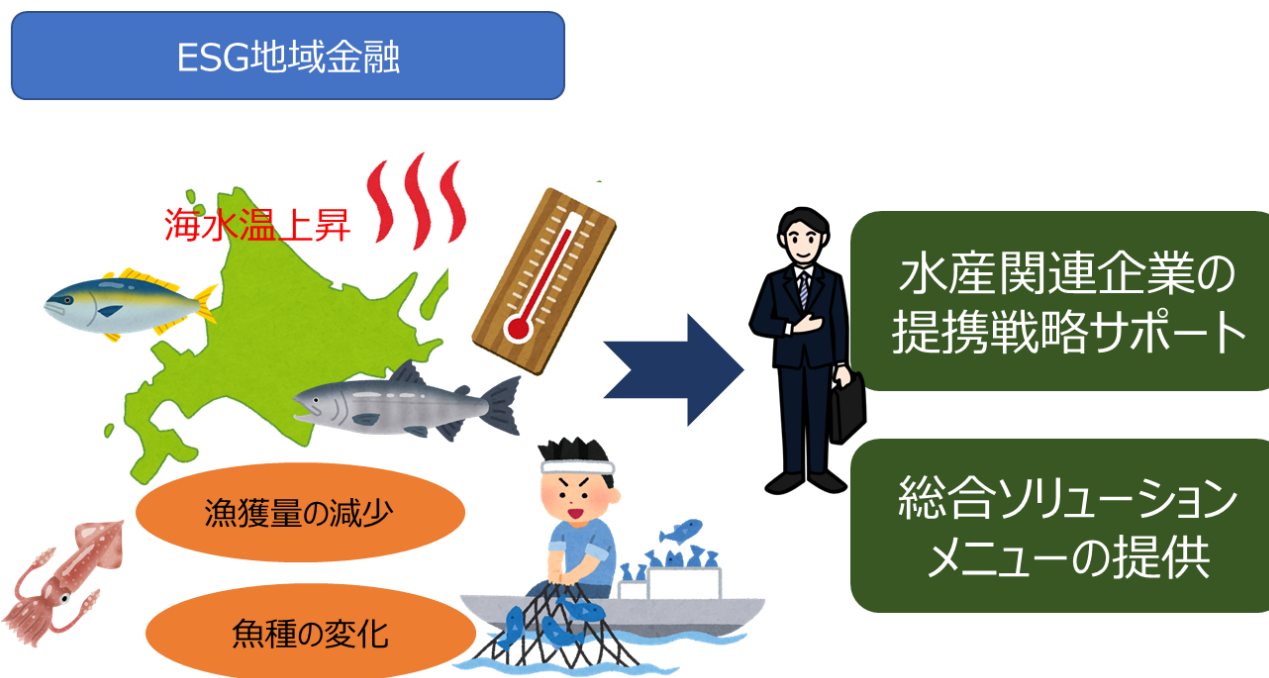 ESG地域金融
海水温上昇
水産関連企業の
提携戦略サポート
漁獲量の減少
総合ソリューション
メニューの提供
魚種の変化